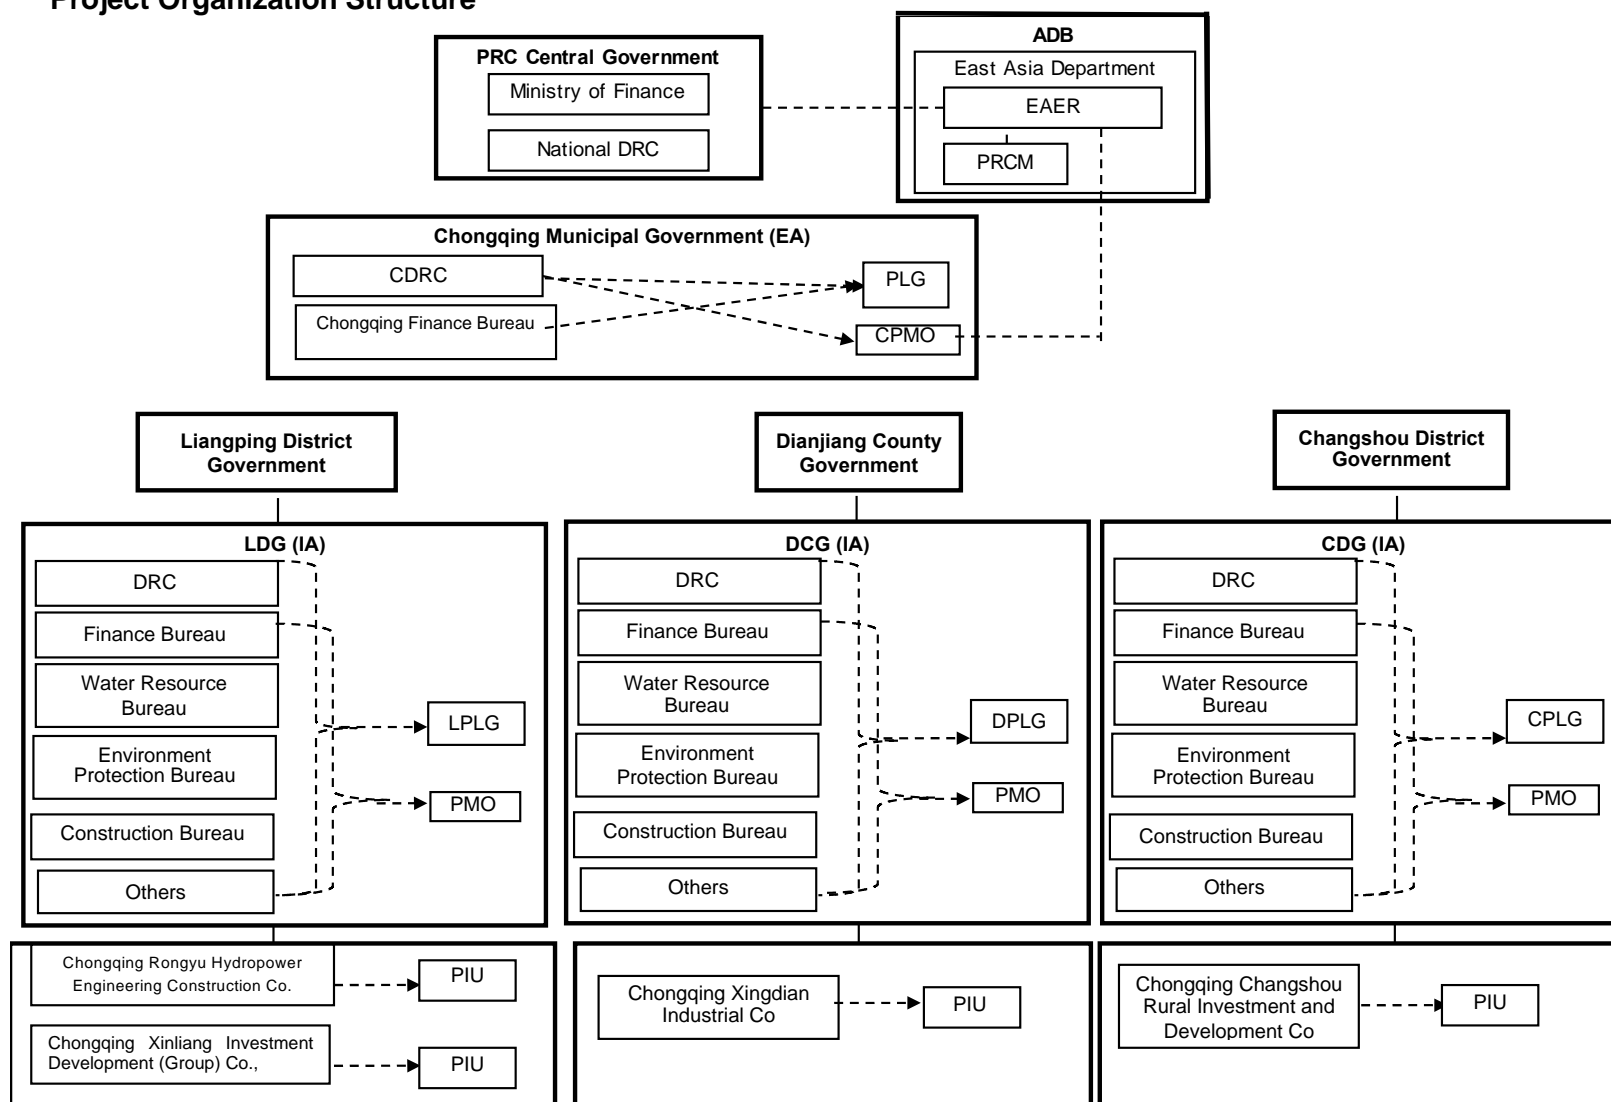 Project Organization Structure
PRC Central Government
Ministry of Finance
National DRC
ADB
East Asia Department
EAER
PRCM
Chongqing Municipal Government (EA)
CDRC
Chongqing Finance Bureau
PLG
CPMO
Liangping District
Government
Dianjiang County
Government
Changshou District
Government
LDG (IA)
DRC
Finance Bureau
Water Resource
Bureau
Environment
Protection Bureau
Construction Bureau
Others
LPLG
PMO
DCG (IA)
DRC
Finance Bureau
Water Resource
Bureau
Environment
Protection Bureau
Construction Bureau
Others
DPLG
PMO
CDG (IA)
DRC
Finance Bureau
Water Resource
Bureau
Environment
Protection Bureau
Construction Bureau
Others
CPLG
PMO
Chongqing Rongyu Hydropower
Engineering Construction Co.
PIU
Chongqing Xinliang Investment
Development (Group) Co.,
PIU
Chongqing Xingdian
Industrial Co
PIU
Chongqing Changshou
Rural Investment and
Development Co
PIU